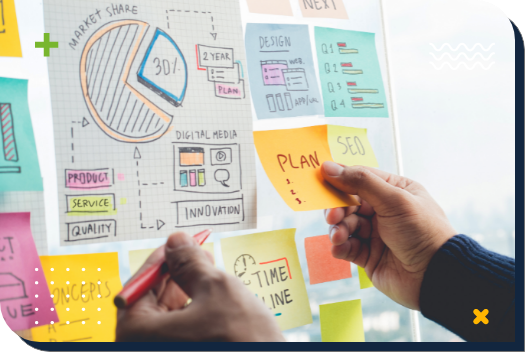 MARKET SHARE
30%
2 YEAR
PLAN
NEXT
DESIGN
WEB
Q1
Q2
Q3
Q4
DIGITAL MEDIA
PRODUCT
SERVICE
QUALITY
INNOVATION
PLAN
SEO
CONCEPTS
TIME
LINE